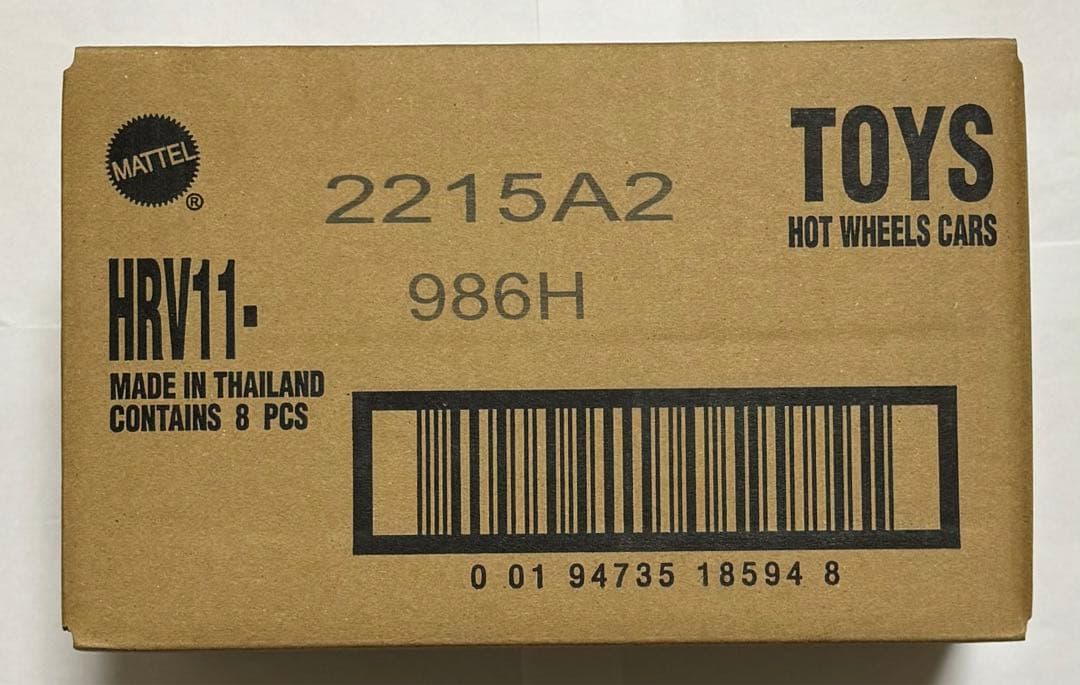 MATTEL
®
2215A2
TOYS
HOT WHEELS CARS
HRV11-
986H
MADE IN THAILAND
CONTAINS 8 PCS
0 01 94735 18594 8